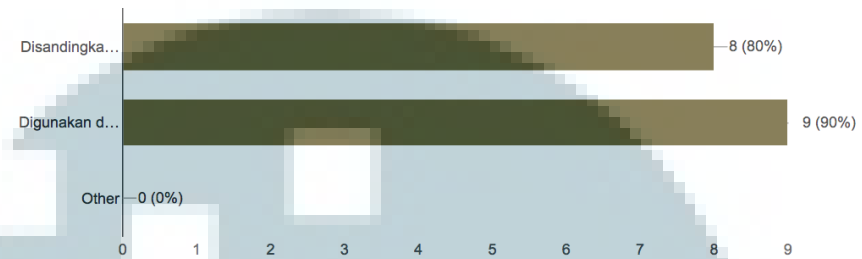 Disandingka… 8 (80%)
Digunakan d… 9 (90%)
Other 0 (0%)
0 1 2 3 4 5 6 7 8 9